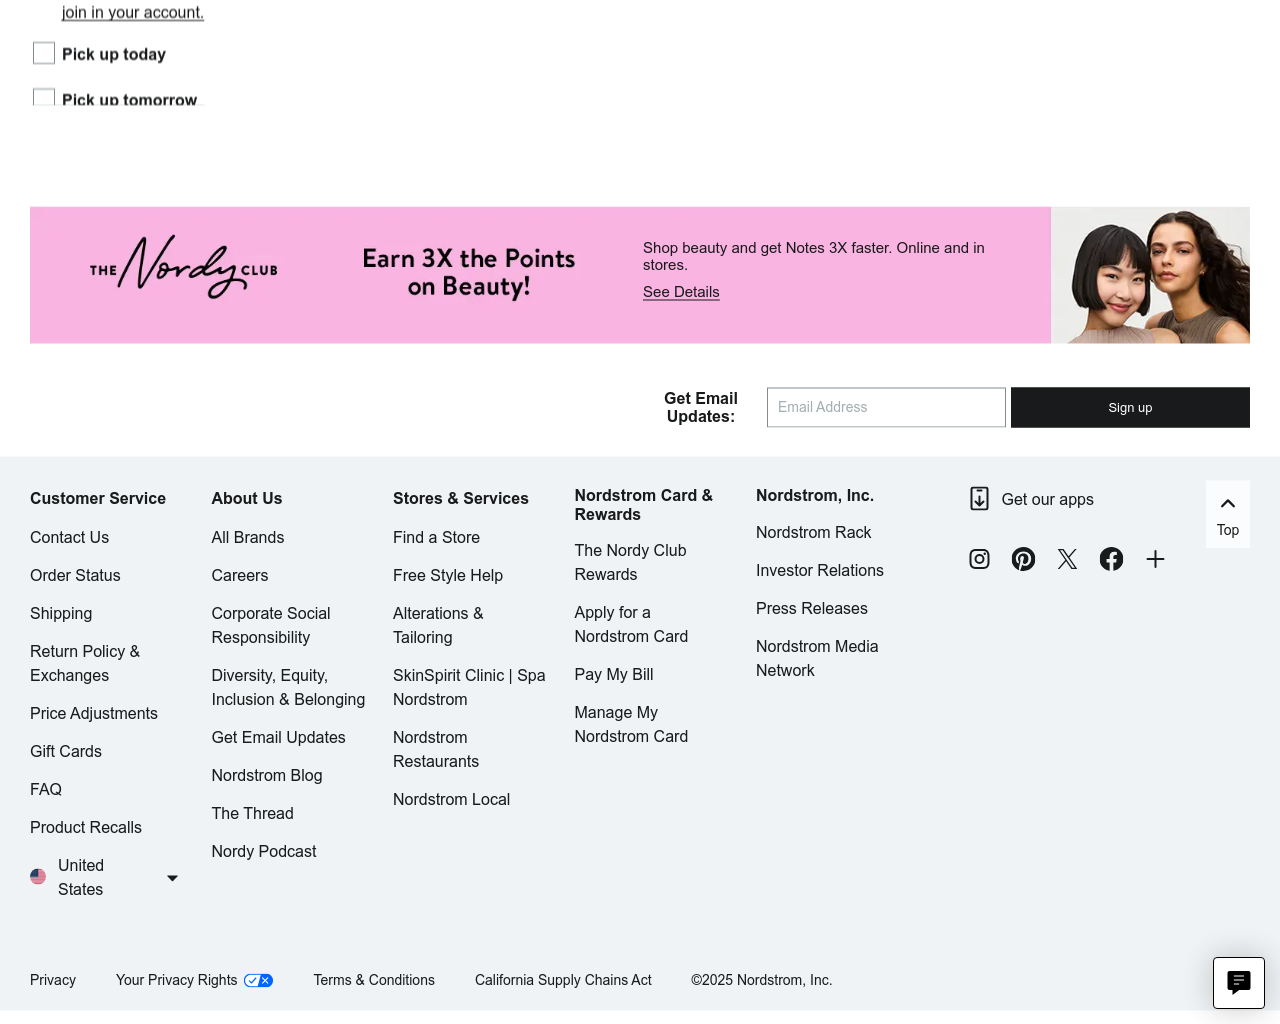 join in your account.
Pick up today
Pick up tomorrow
THE Nordy CLUB
Earn 3X the Points
on Beauty!
Shop beauty and get Notes 3X faster. Online and in
stores.
See Details
Get Email
Updates:
Email Address
Sign up
Customer Service
Contact Us
Order Status
Shipping
Return Policy &
Exchanges
Price Adjustments
Gift Cards
FAQ
Product Recalls
United
States
About Us
All Brands
Careers
Corporate Social
Responsibility
Diversity, Equity,
Inclusion & Belonging
Get Email Updates
Nordstrom Blog
The Thread
Nordy Podcast
Stores & Services
Find a Store
Free Style Help
Alterations &
Tailoring
SkinSpirit Clinic | Spa
Nordstrom
Nordstrom
Restaurants
Nordstrom Local
Nordstrom Card &
Rewards
The Nordy Club
Rewards
Apply for a
Nordstrom Card
Pay My Bill
Manage My
Nordstrom Card
Nordstrom, Inc.
Nordstrom Rack
Investor Relations
Press Releases
Nordstrom Media
Network
Get our apps
Top
Privacy
Your Privacy Rights
Terms & Conditions
California Supply Chains Act
©2025 Nordstrom, Inc.